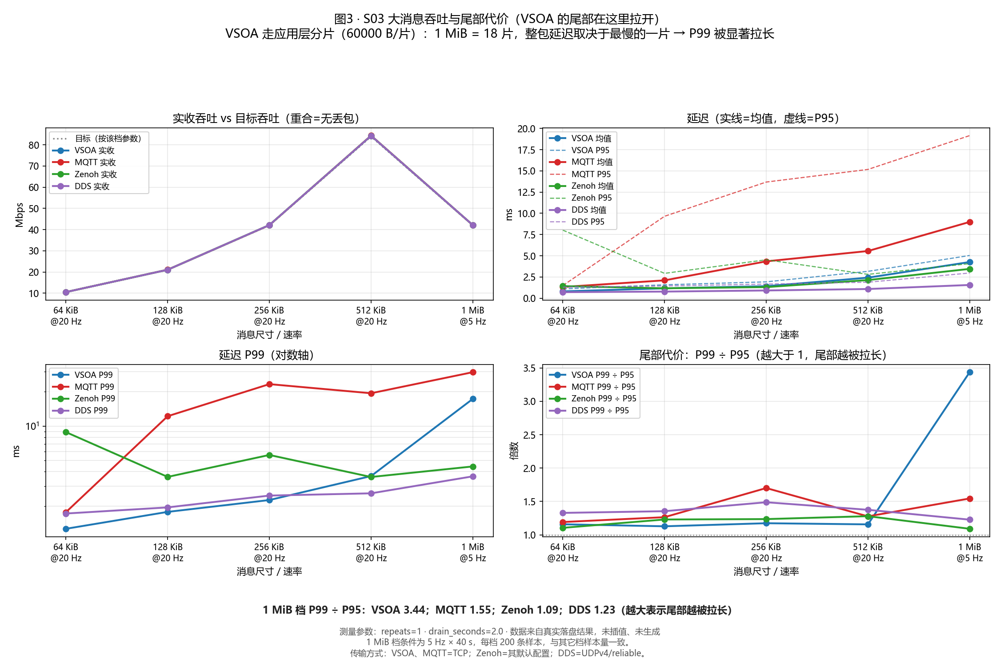 图3 · S03 大消息吞吐与尾部代价（VSOA 的尾部在这里拉开）
VSOA 走应用层分片（60000 B/片）：1 MiB = 18 片，整包延迟取决于最慢的一片 → P99 被显著拉长
实收吞吐 vs 目标吞吐（重合=无丢包）
目标（按该档参数）
VSOA 实收
MQTT 实收
Zenoh 实收
DDS 实收
Mbps
80
70
60
50
40
30
20
10
64 KiB
@20 Hz
128 KiB
@20 Hz
256 KiB
@20 Hz
512 KiB
@20 Hz
1 MiB
@5 Hz
消息尺寸 / 速率
延迟（实线=均值，虚线=P95）
VSOA 均值
VSOA P95
MQTT 均值
MQTT P95
Zenoh 均值
Zenoh P95
DDS 均值
DDS P95
ms
20.0
17.5
15.0
12.5
10.0
7.5
5.0
2.5
0.0
64 KiB
@20 Hz
128 KiB
@20 Hz
256 KiB
@20 Hz
512 KiB
@20 Hz
1 MiB
@5 Hz
消息尺寸 / 速率
延迟 P99（对数轴）
VSOA P99
MQTT P99
Zenoh P99
DDS P99
ms
10¹
64 KiB
@20 Hz
128 KiB
@20 Hz
256 KiB
@20 Hz
512 KiB
@20 Hz
1 MiB
@5 Hz
消息尺寸 / 速率
尾部代价：P99 ÷ P95（越大于 1，尾部越被拉长）
VSOA P99 ÷ P95
MQTT P99 ÷ P95
Zenoh P99 ÷ P95
DDS P99 ÷ P95
倍数
3.5
3.0
2.5
2.0
1.5
1.0
64 KiB
@20 Hz
128 KiB
@20 Hz
256 KiB
@20 Hz
512 KiB
@20 Hz
1 MiB
@5 Hz
消息尺寸 / 速率
1 MiB 档 P99 ÷ P95：VSOA 3.44；MQTT 1.55；Zenoh 1.09；DDS 1.23（越大表示尾部越被拉长）
测量参数：repeats=1 · drain_seconds=2.0 · 数据来自真实落盘结果，未插值、未生成
1 MiB 档条件为 5 Hz × 40 s，每档 200 条样本，与其它档样本量一致。
传输方式：VSOA、MQTT=TCP；Zenoh=其默认配置；DDS=UDPv4/reliable。